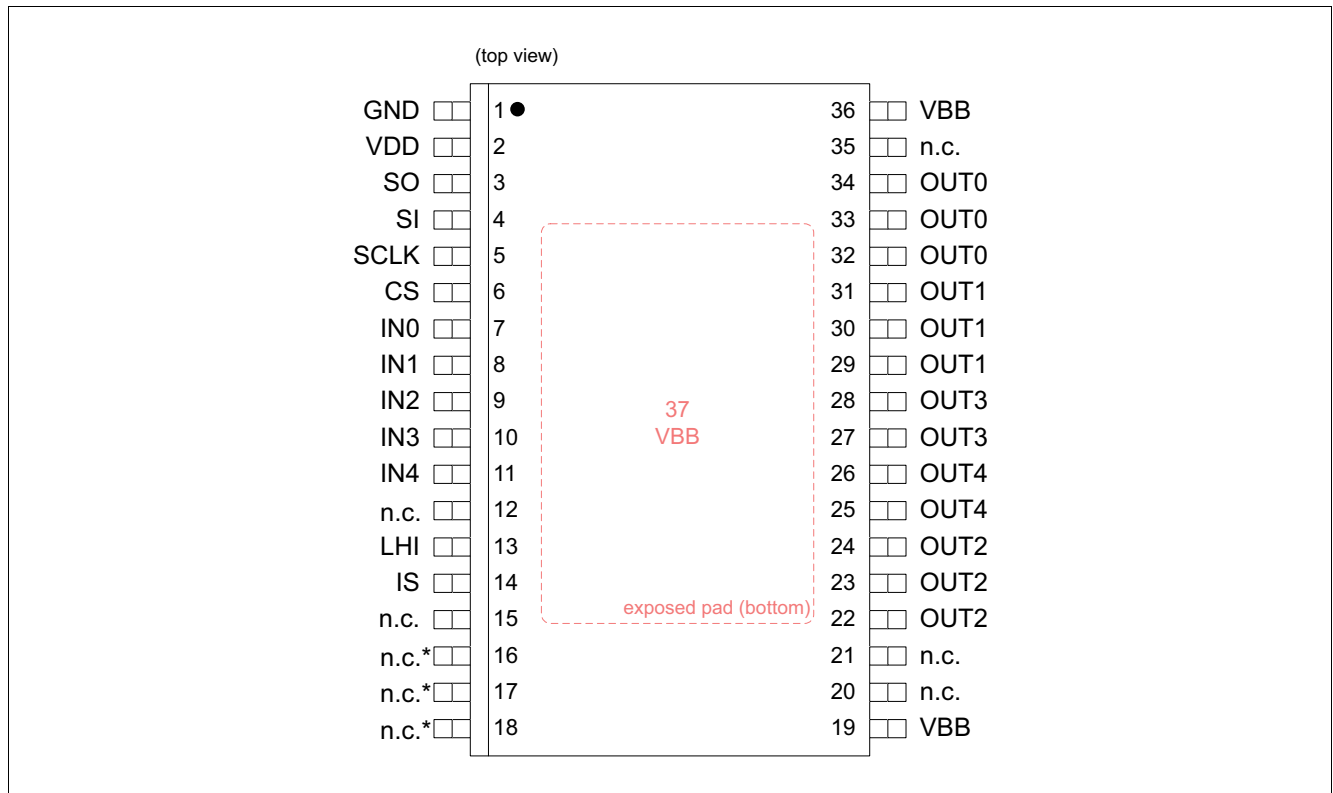 (top view)
GND 1 36 VBB
VDD 2 35 n.c.
SO 3 34 OUT0
SI 4 33 OUT0
SCLK 5 32 OUT0
CS 6 31 OUT1
IN0 7 30 OUT1
IN1 8 29 OUT1
IN2 9 28 OUT3
37
IN3 10 27 OUT3
VBB
IN4 11 26 OUT4
n.c. 12 25 OUT4
LHI 13 24 OUT2
IS 14 23 OUT2
exposed pad (bottom)
n.c. 15 22 OUT2
n.c.* 16 21 n.c.
n.c.* 17 20 n.c.
n.c.* 18 19 VBB